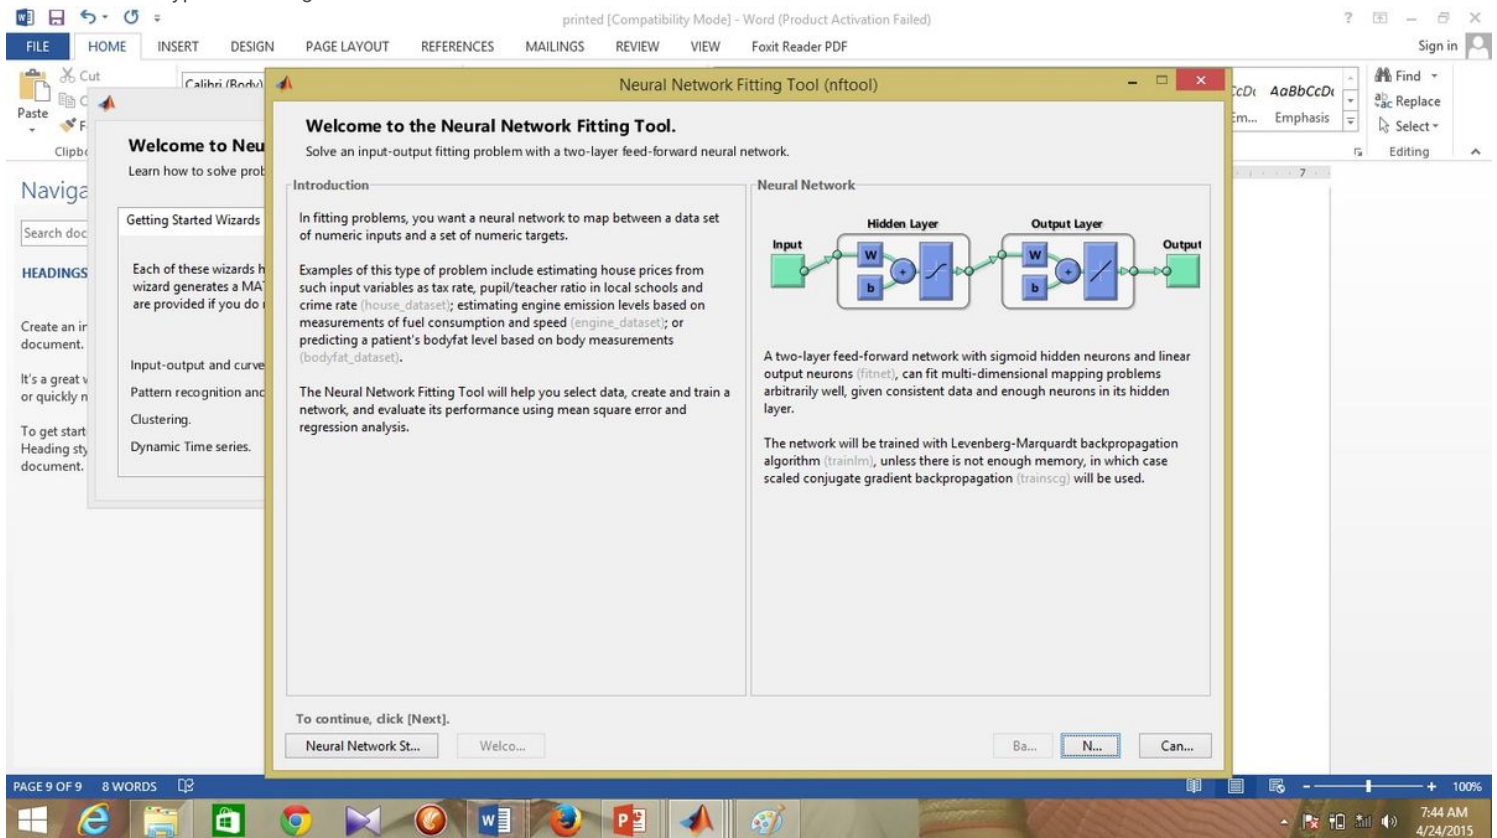 printed [Compatibility Mode] - Word (Product Activation Failed)
FILE HOME INSERT DESIGN PAGE LAYOUT REFERENCES MAILINGS REVIEW VIEW Foxit Reader PDF Sign in
Cut
Calibri (Body)
Paste
Find
Replace
Select
AaBbCcDc
Em... Emphasis
Editing
Neural Network Fitting Tool (nftool)
Welcome to Neu
Learn how to solve prob
Getting Started Wizards
Each of these wizards h
wizard generates a MA
are provided if you do
Input-output and curve
Pattern recognition and
Clustering.
Dynamic Time series.
Naviga
Search doc
HEADINGS
Create an in
document.
It's a great
or quickly
To get start
Heading sty
document.
Welcome to the Neural Network Fitting Tool.
Solve an input-output fitting problem with a two-layer feed-forward neural network.
Introduction
In fitting problems, you want a neural network to map between a data set
of numeric inputs and a set of numeric targets.
Examples of this type of problem include estimating house prices from
such input variables as tax rate, pupil/teacher ratio in local schools and
crime rate (house_dataset); estimating engine emission levels based on
measurements of fuel consumption and speed (engine_dataset); or
predicting a patient's bodyfat level based on body measurements
(bodyfat_dataset).
The Neural Network Fitting Tool will help you select data, create and train a
network, and evaluate its performance using mean square error and
regression analysis.
Neural Network
Hidden Layer Output Layer
Input Output
W W
b b
A two-layer feed-forward network with sigmoid hidden neurons and linear
output neurons (fitnet), can fit multi-dimensional mapping problems
arbitrarily well, given consistent data and enough neurons in its hidden
layer.
The network will be trained with Levenberg-Marquardt backpropagation
algorithm (trainlm), unless there is not enough memory, in which case
scaled conjugate gradient backpropagation (trainscg) will be used.
To continue, click [Next].
Neural Network St... Welco... Ba... N... Can...
PAGE 9 OF 9 8 WORDS 100%
7:44 AM
4/24/2015